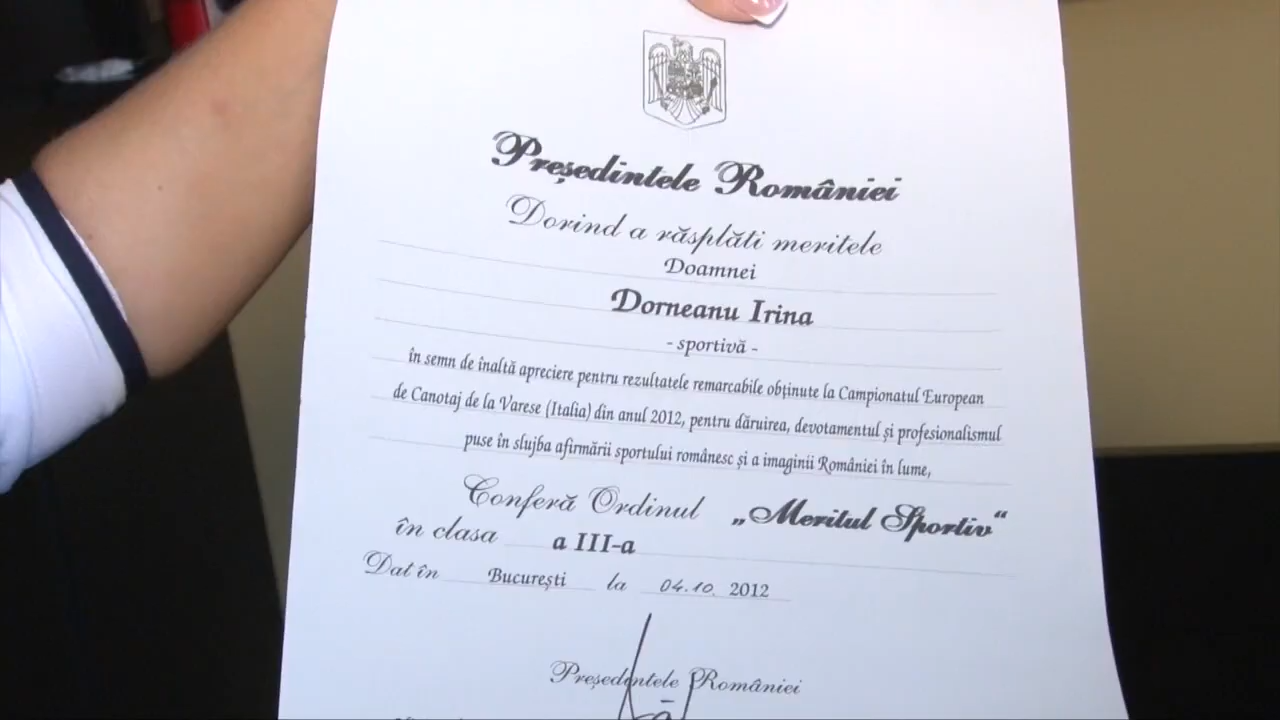 Președintele României
Dorind a răsplăti meritele
Doamnei
Dorneanu Irina
- sportivă -
în semn de înaltă apreciere pentru rezultatele remarcabile obținute la Campionatul European
de Canotaj de la Varese (Italia) din anul 2012, pentru dăruirea, devotamentul și profesionalismul
puse în slujba afirmării sportului românesc și a imaginii României în lume,
Conferă Ordinul „Meritul Sportiv“
în clasa a III-a
Dat în București la 04.10. 2012
Președintele României